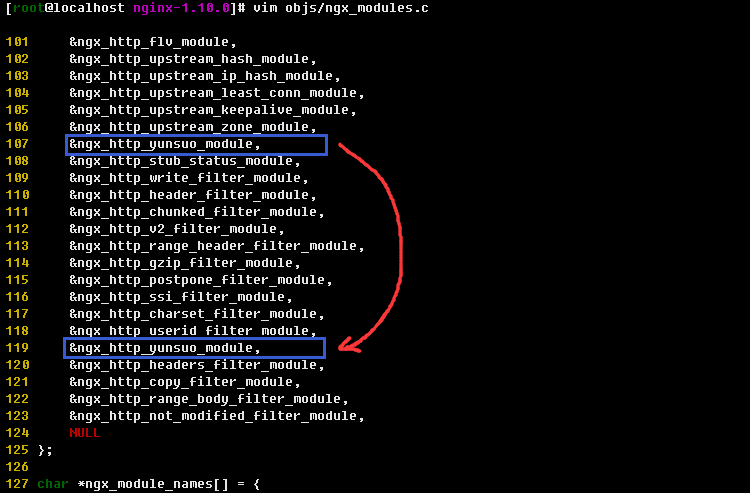 [root@localhost nginx-1.10.0]# vim objs/ngx_modules.c
101 &ngx_http_flv_module,
102 &ngx_http_upstream_hash_module,
103 &ngx_http_upstream_ip_hash_module,
104 &ngx_http_upstream_least_conn_module,
105 &ngx_http_upstream_keepalive_module,
106 &ngx_http_upstream_zone_module,
107 &ngx_http_yunsuo_module,
108 &ngx_http_stub_status_module,
109 &ngx_http_write_filter_module,
110 &ngx_http_header_filter_module,
111 &ngx_http_chunked_filter_module,
112 &ngx_http_v2_filter_module,
113 &ngx_http_range_header_filter_module,
114 &ngx_http_gzip_filter_module,
115 &ngx_http_postpone_filter_module,
116 &ngx_http_ssi_filter_module,
117 &ngx_http_charset_filter_module,
118 &ngx_http_userid_filter_module,
119 &ngx_http_yunsuo_module,
120 &ngx_http_headers_filter_module,
121 &ngx_http_copy_filter_module,
122 &ngx_http_range_body_filter_module,
123 &ngx_http_not_modified_filter_module,
124 NULL
125 };
126
127 char *ngx_module_names[] = {